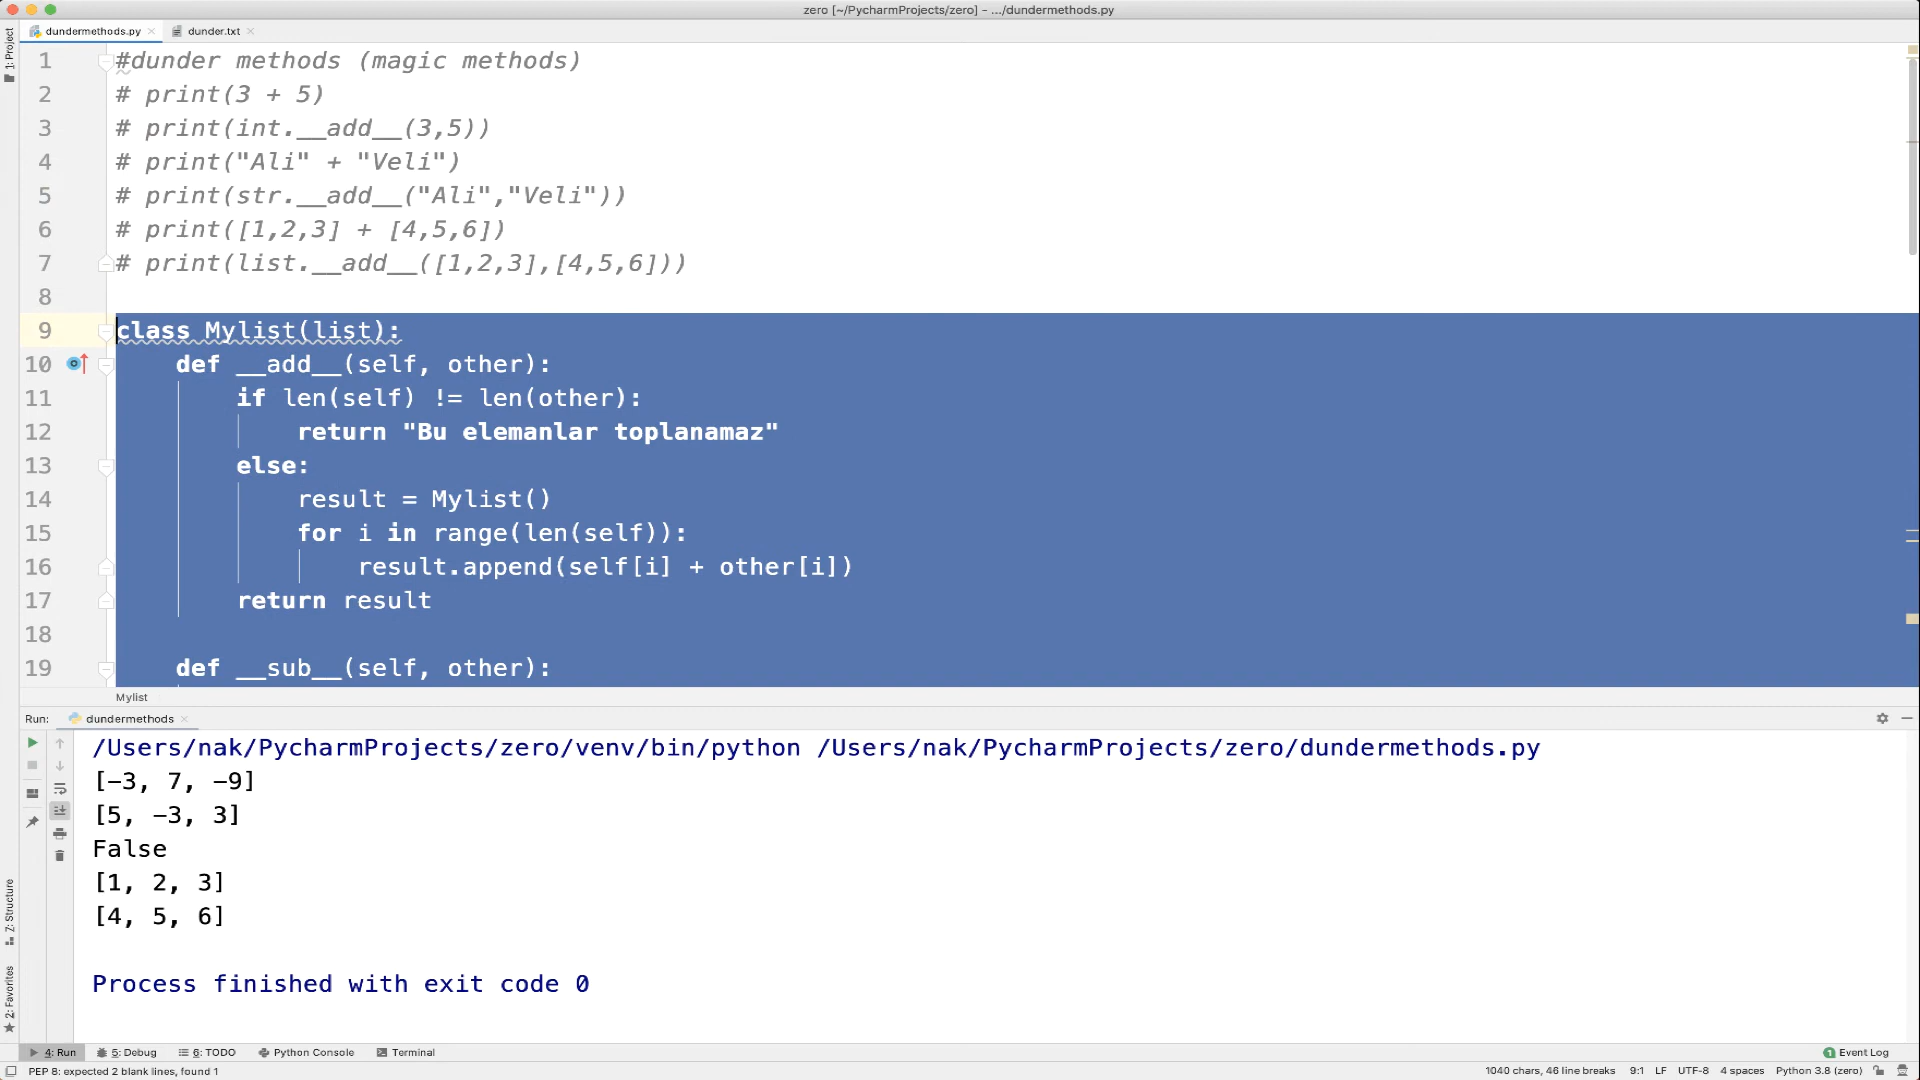 zero [~/PycharmProjects/zero] - .../dundermethods.py
dundermethods.py
dunder.txt
1: Project
1 #dunder methods (magic methods)
2 # print(3 + 5)
3 # print(int.__add__(3,5))
4 # print("Ali" + "Veli")
5 # print(str.__add__("Ali","Veli"))
6 # print([1,2,3] + [4,5,6])
7 # print(list.__add__([1,2,3],[4,5,6]))
8
9 class Mylist(list):
10 def __add__(self, other):
11 if len(self) != len(other):
12 return "Bu elemanlar toplanamaz"
13 else:
14 result = Mylist()
15 for i in range(len(self)):
16 result.append(self[i] + other[i])
17 return result
18
19 def __sub__(self, other):
Mylist
Run: dundermethods
/Users/nak/PycharmProjects/zero/venv/bin/python /Users/nak/PycharmProjects/zero/dundermethods.py
[-3, 7, -9]
[5, -3, 3]
False
[1, 2, 3]
[4, 5, 6]
Process finished with exit code 0
Z: Structure
2: Favorites
4: Run 5: Debug 6: TODO Python Console Terminal 1 Event Log
PEP 8: expected 2 blank lines, found 1 1040 chars, 46 line breaks 9:1 LF UTF-8 4 spaces Python 3.8 (zero)